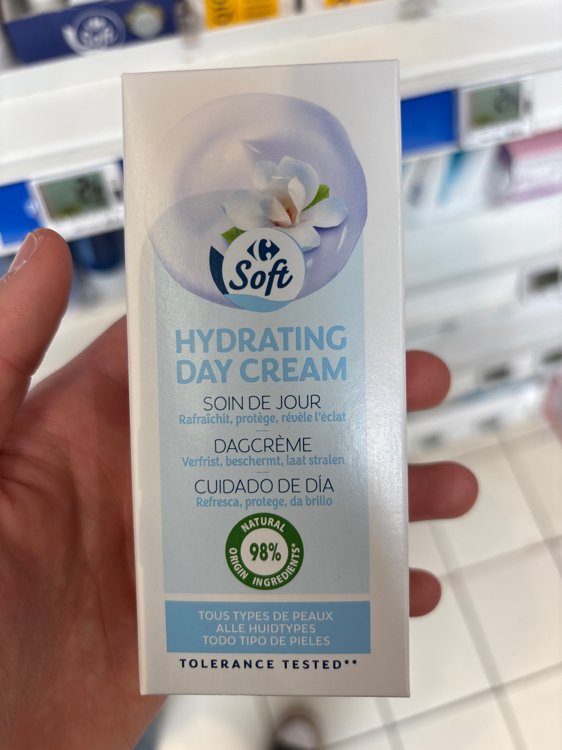 Soft
Soft
HYDRATING
DAY CREAM
SOIN DE JOUR
Rafraîchit, protège, révèle l'éclat
DAGCRÈME
Verfrist, beschermt, laat stralen
CUIDADO DE DÍA
Refresca, protege, da brillo
NATURAL
98%
ORIGIN INGREDIENTS*
TOUS TYPES DE PEAUX
ALLE HUIDTYPES
TODO TIPO DE PIELES
TOLERANCE TESTED**